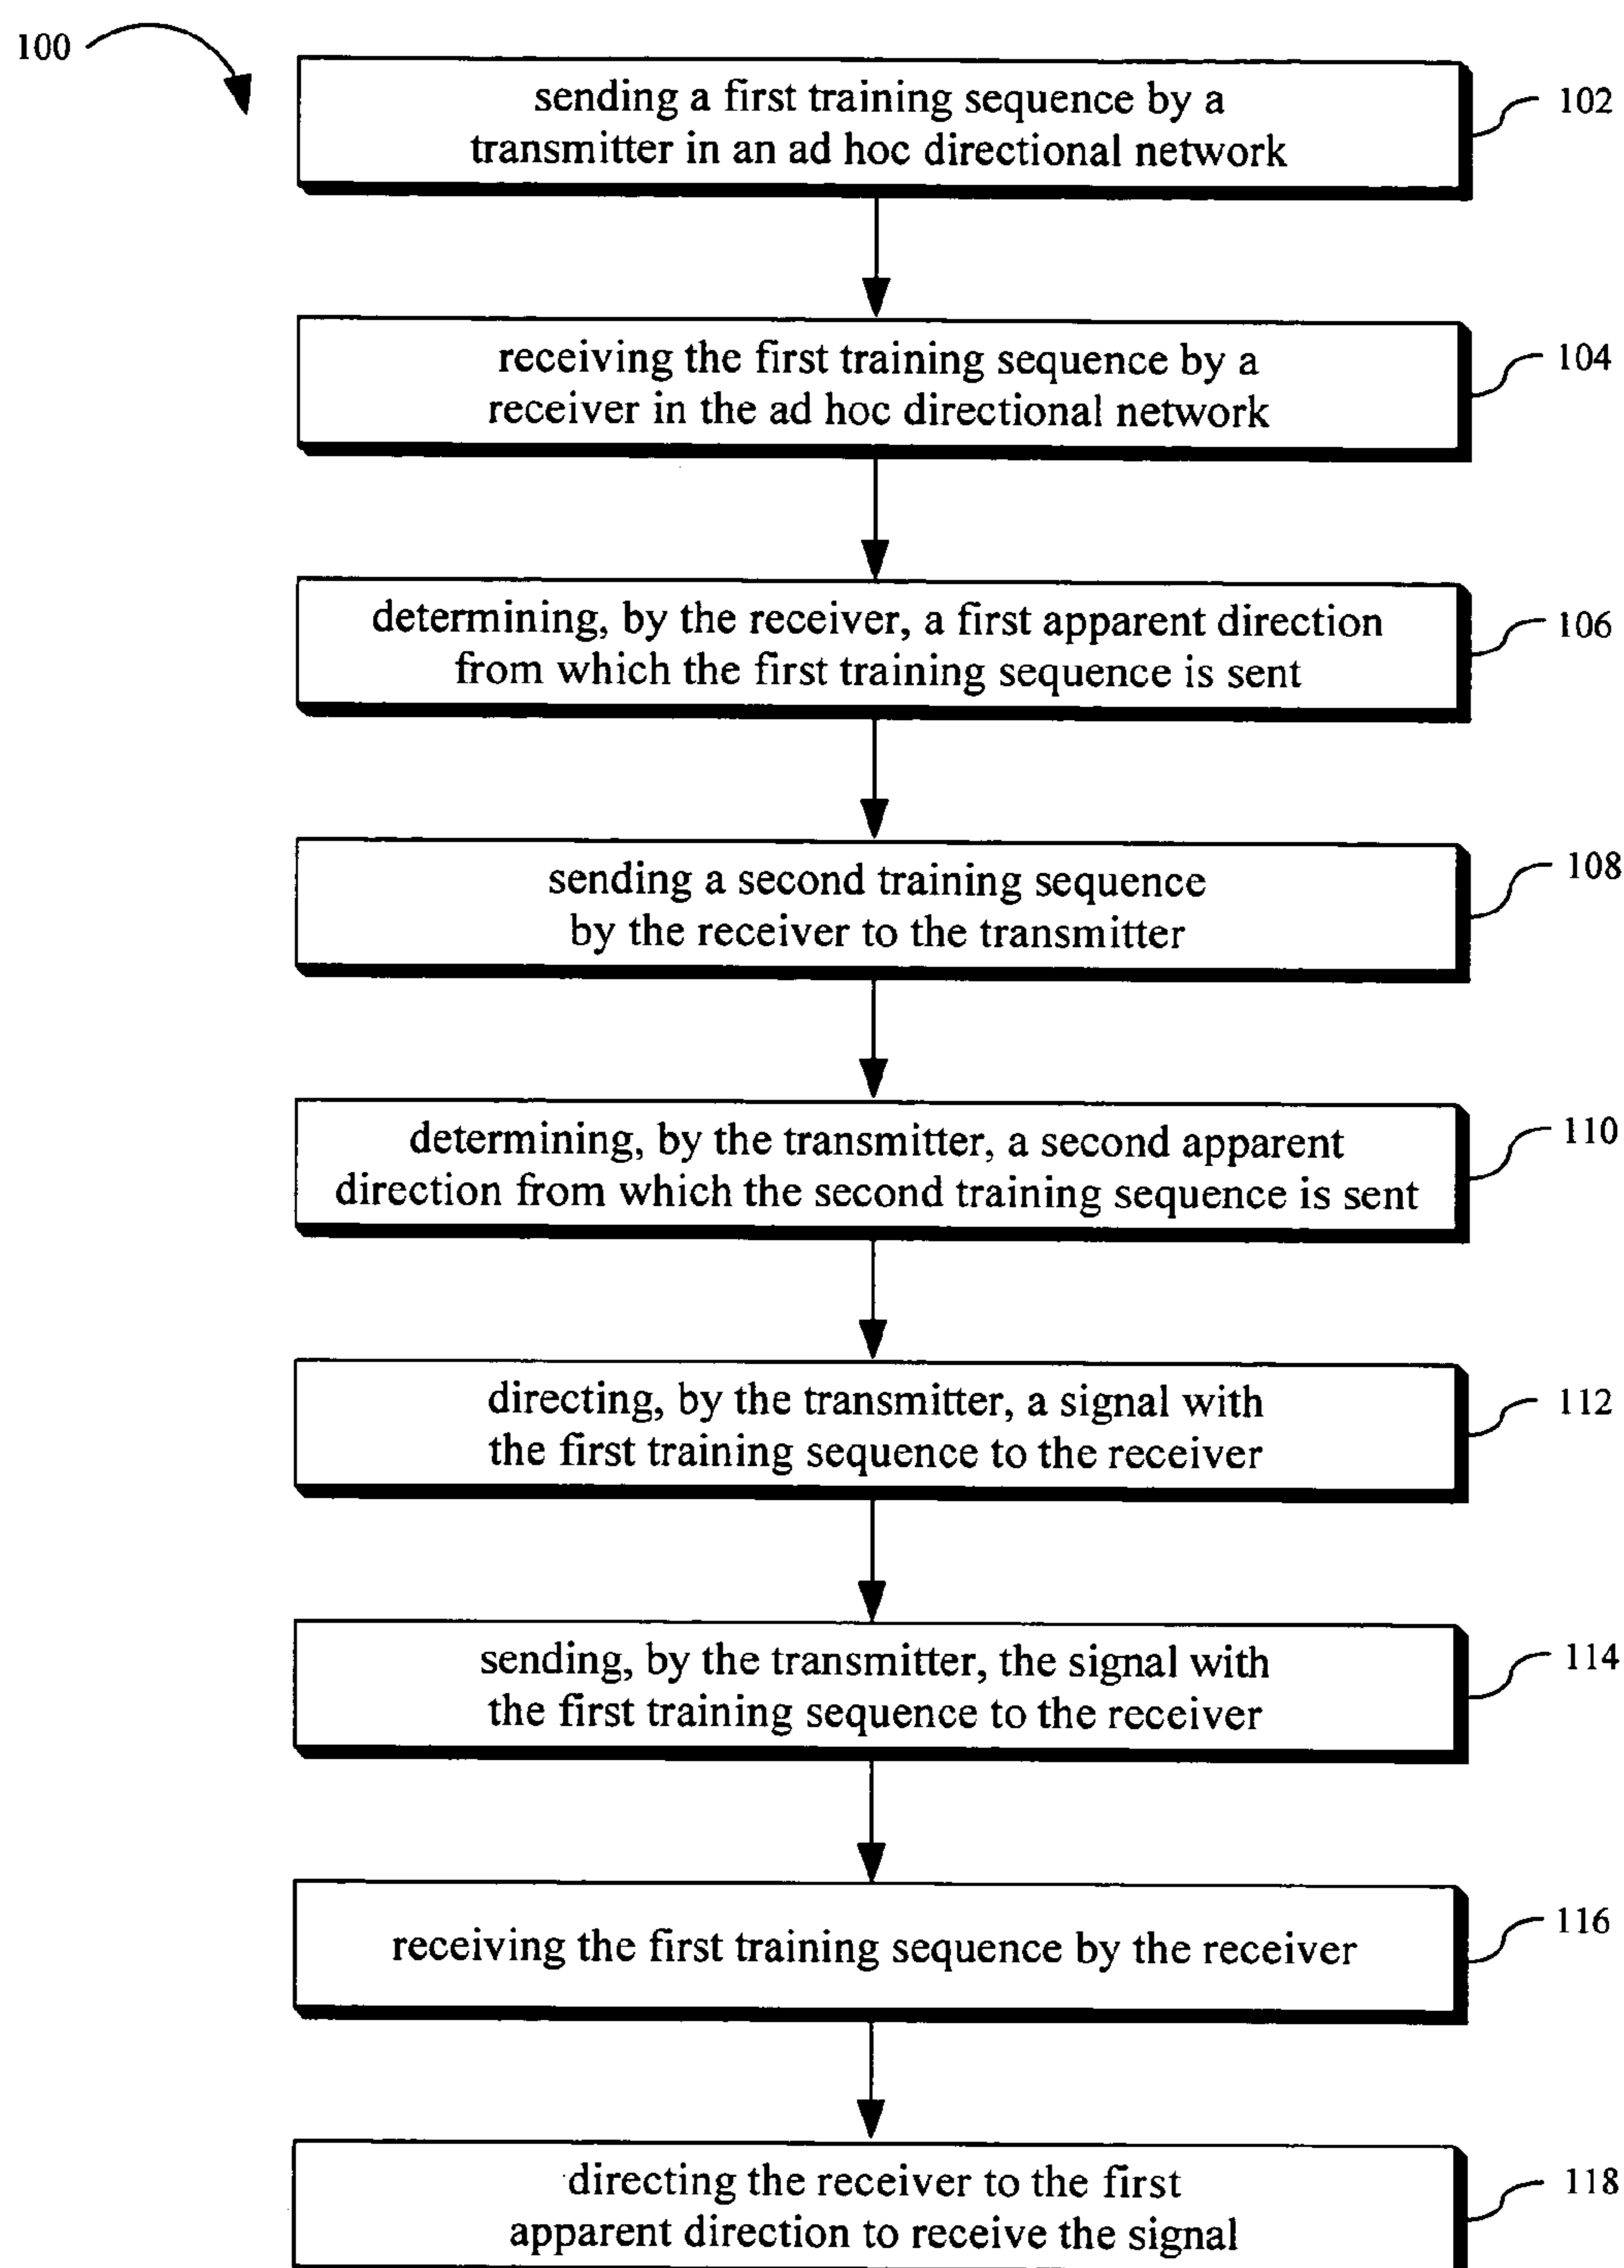 100
sending a first training sequence by a
transmitter in an ad hoc directional network
102
receiving the first training sequence by a
receiver in the ad hoc directional network
104
determining, by the receiver, a first apparent direction
from which the first training sequence is sent
106
sending a second training sequence
by the receiver to the transmitter
108
determining, by the transmitter, a second apparent
direction from which the second training sequence is sent
110
directing, by the transmitter, a signal with
the first training sequence to the receiver
112
sending, by the transmitter, the signal with
the first training sequence to the receiver
114
receiving the first training sequence by the receiver
116
directing the receiver to the first
apparent direction to receive the signal
118